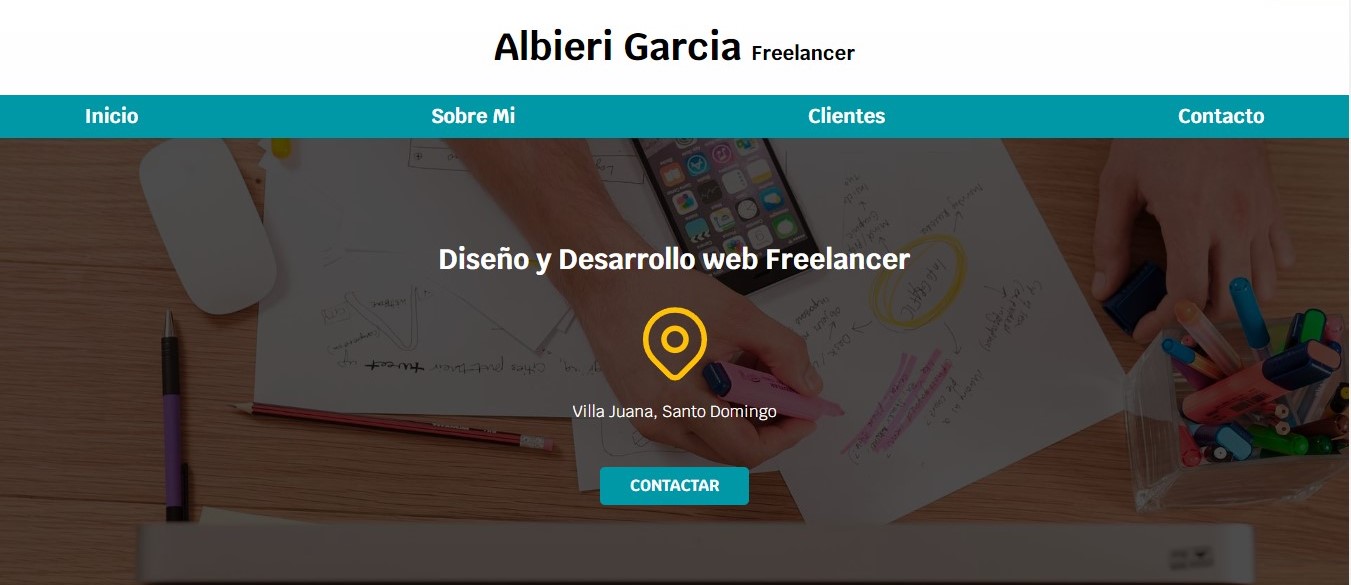 Albieri Garcia Freelancer
Inicio Sobre Mi Clientes Contacto
Diseño y Desarrollo web Freelancer
Villa Juana, Santo Domingo
CONTACTAR